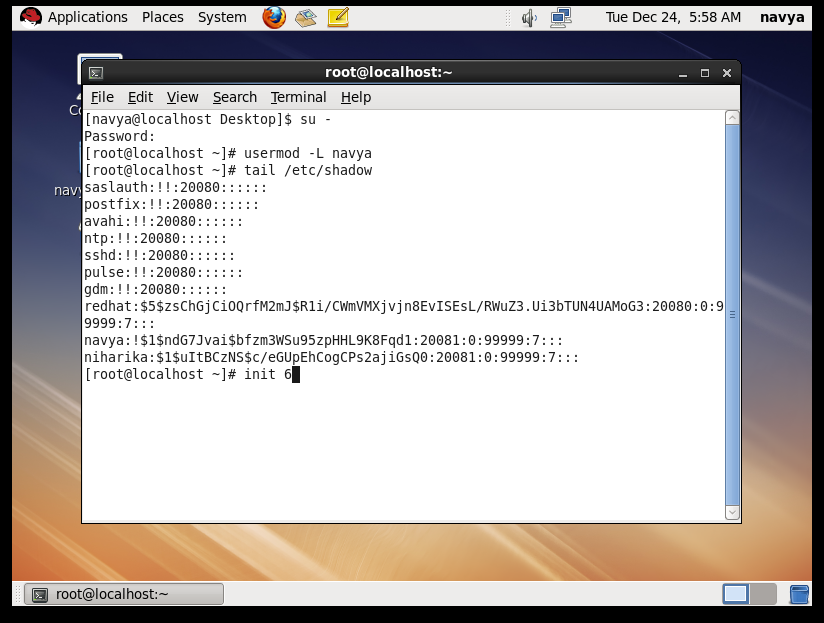 Applications Places System Tue Dec 24, 5:58 AM navya
root@localhost:~
File Edit View Search Terminal Help
[navya@localhost Desktop]$ su -
Password:
[root@localhost ~]# usermod -L navya
[root@localhost ~]# tail /etc/shadow
saslauth:!!:20080::::::
postfix:!!:20080::::::
avahi:!!:20080::::::
ntp:!!:20080::::::
sshd:!!:20080::::::
pulse:!!:20080::::::
gdm:!!:20080::::::
redhat:$5$zsChGjCiOQrfM2mJ$R1i/CWmVMXjvjn8EvISEsL/RWuZ3.Ui3bTUN4UAMoG3:20080:0:9
9999:7:::
navya:!$1$ndG7Jvai$bfzm3WSu95zpHHL9K8Fqd1:20081:0:99999:7:::
niharika:$1$uItBCzNS$c/eGUpEhCogCPs2ajiGsQ0:20081:0:99999:7:::
[root@localhost ~]# init 6
root@localhost:~